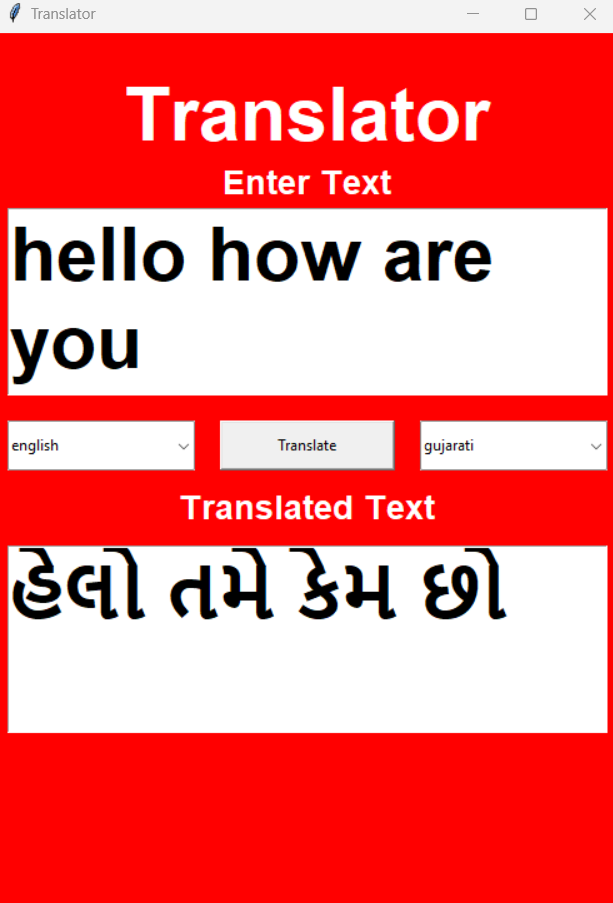 Translator
Translator
Enter Text
hello how are
you
english
Translate
gujarati
Translated Text
હેલો તમે કેમ છો